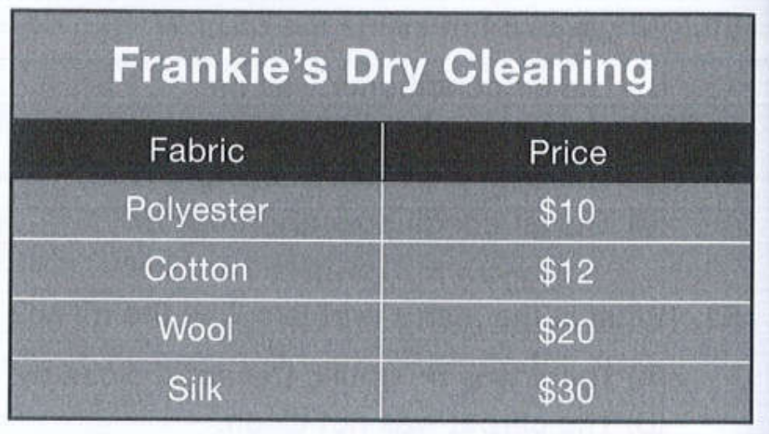 Frankie's Dry Cleaning
Fabric Price
Polyester $10
Cotton $12
Wool $20
Silk $30